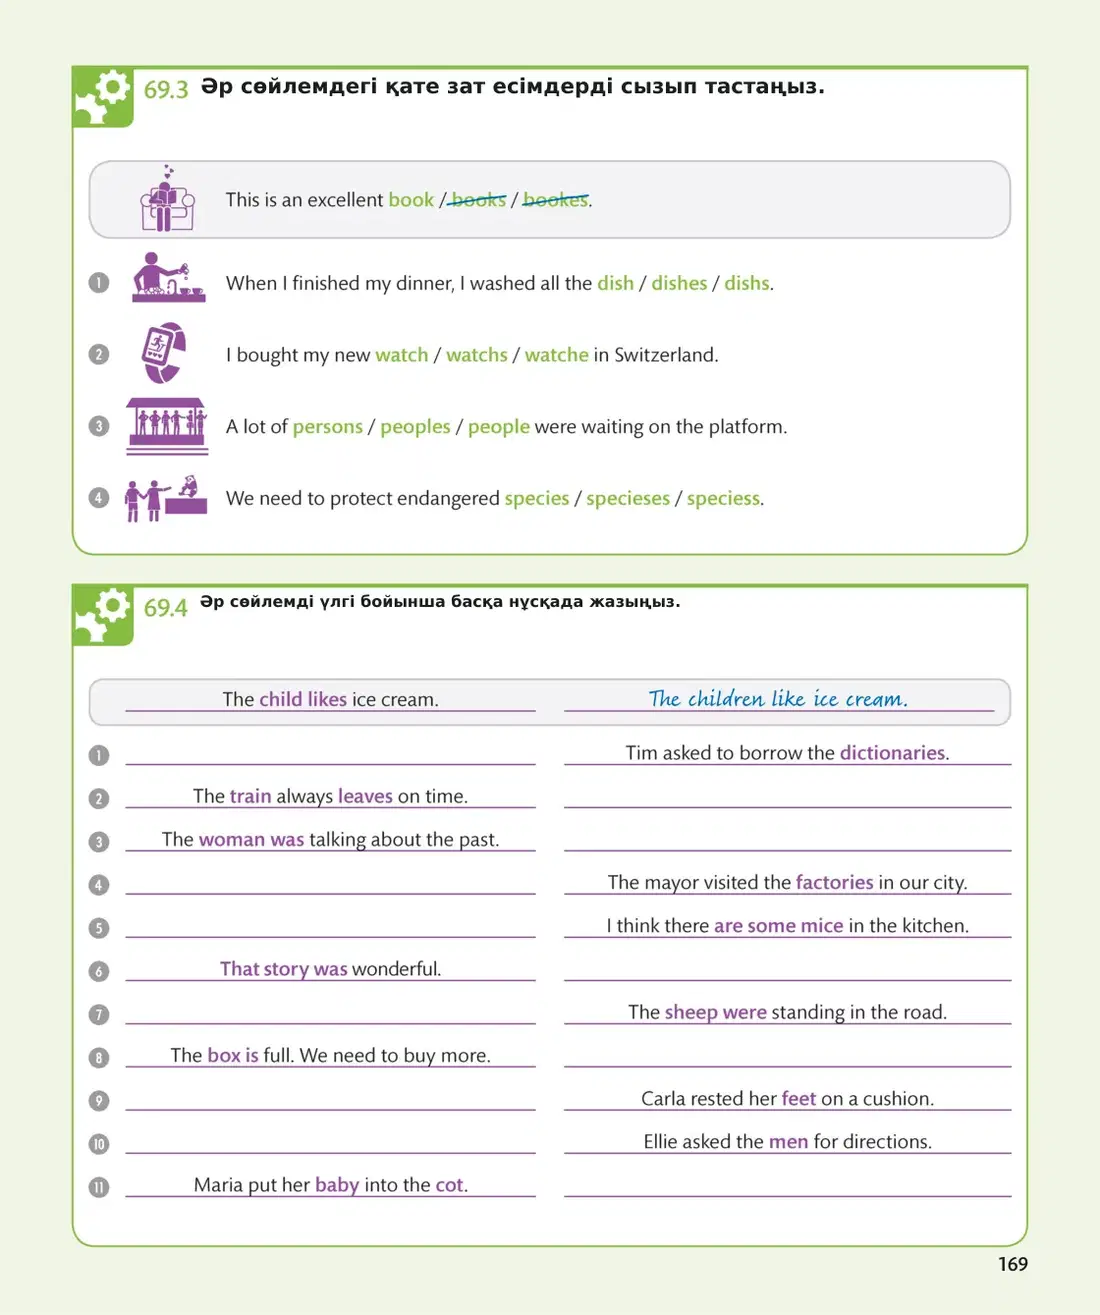 69.3 Әр сөйлемдегі қате зат есімдерді сызып тастаңыз.
This is an excellent book / books / bookes.
1 When I finished my dinner, I washed all the dish / dishes / dishs.
2 I bought my new watch / watchs / watche in Switzerland.
3 A lot of persons / peoples / people were waiting on the platform.
4 We need to protect endangered species / specieses / speciess.
69.4 Әр сөйлемді үлгі бойынша басқа нұсқада жазыңыз.
The child likes ice cream. The children like ice cream.
1 Tim asked to borrow the dictionaries.
2 The train always leaves on time.
3 The woman was talking about the past.
4 The mayor visited the factories in our city.
5 I think there are some mice in the kitchen.
6 That story was wonderful.
7 The sheep were standing in the road.
8 The box is full. We need to buy more.
9 Carla rested her feet on a cushion.
10 Ellie asked the men for directions.
11 Maria put her baby into the cot.
169